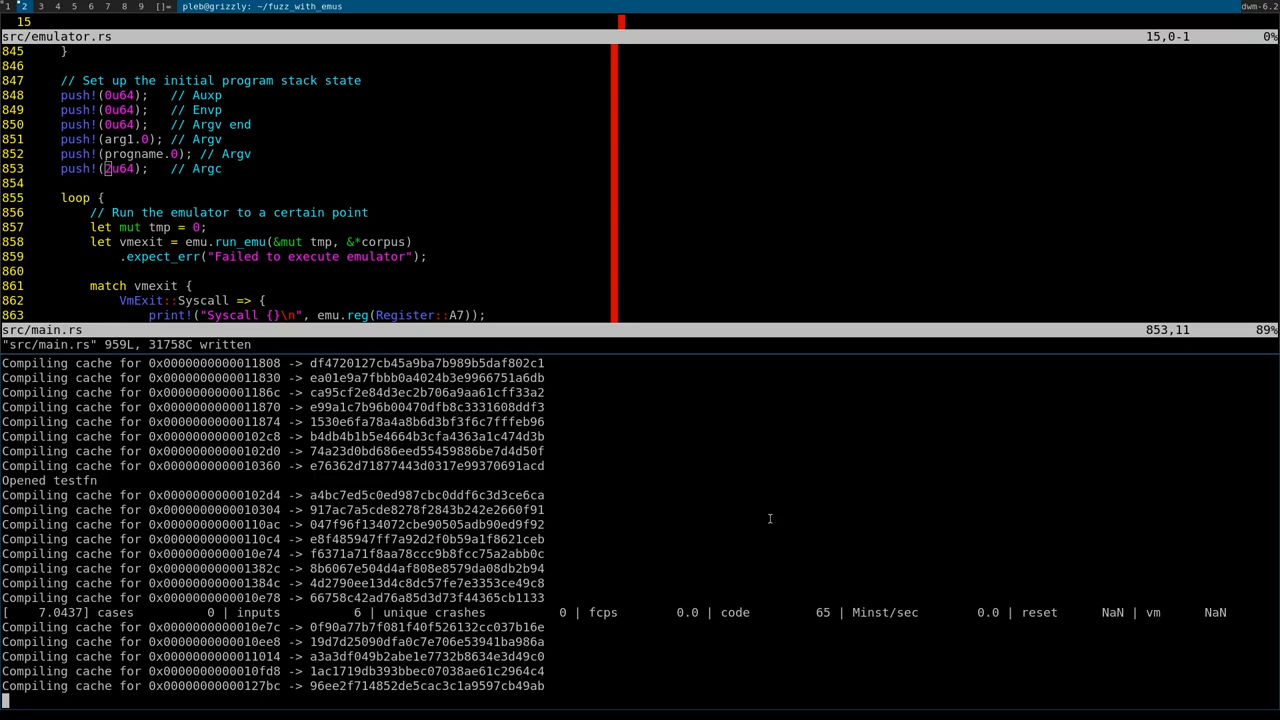 1 2 3 4 5 6 7 8 9 []= pleb@grizzly: ~/fuzz_with_emus dwm-6.2
15
src/emulator.rs 15,0-1 0%
845 }
846
847 // Set up the initial program stack state
848 push!(0u64); // Auxp
849 push!(0u64); // Envp
850 push!(0u64); // Argv end
851 push!(arg1.0); // Argv
852 push!(progname.0); // Argv
853 push!(2u64); // Argc
854
855 loop {
856 // Run the emulator to a certain point
857 let mut tmp = 0;
858 let vmexit = emu.run_emu(&mut tmp, &*corpus)
859 .expect_err("Failed to execute emulator");
860
861 match vmexit {
862 VmExit::Syscall => {
863 print!("Syscall {}\n", emu.reg(Register::A7));
src/main.rs 853,11 89%
"src/main.rs" 959L, 31758C written
Compiling cache for 0x0000000000011808 -> df4720127cb45a9ba7b989b5daf802c1
Compiling cache for 0x0000000000011830 -> ea01e9a7fbbb0a4024b3e9966751a6db
Compiling cache for 0x000000000001186c -> ca95cf2e84d3ec2b706a9aa61cff33a2
Compiling cache for 0x0000000000011870 -> e99a1c7b96b00470dfb8c3331608ddf3
Compiling cache for 0x0000000000011874 -> 1530e6fa78a4a8b6d3bf3f6c7fffeb96
Compiling cache for 0x00000000000102c8 -> b4db4b1b5e4664b3cfa4363a1c474d3b
Compiling cache for 0x00000000000102d0 -> 74a23d0bd686eed55459886be7d4d50f
Compiling cache for 0x0000000000010360 -> e76362d71877443d0317e99370691acd
Opened testfn
Compiling cache for 0x00000000000102d4 -> a4bc7ed5c0ed987cbc0ddf6c3d3ce6ca
Compiling cache for 0x0000000000010304 -> 917ac7a5cde8278f2843b242e2660f91
Compiling cache for 0x00000000000110ac -> 047f96f134072cbe90505adb90ed9f92
Compiling cache for 0x00000000000110c4 -> e8f485947ff7a92d2f0b59a1f8621ceb
Compiling cache for 0x0000000000010e74 -> f6371a71f8aa78ccc9b8fcc75a2abb0c
Compiling cache for 0x000000000001382c -> 8b6067e504d4af808e8579da08db2b94
Compiling cache for 0x000000000001384c -> 4d2790ee13d4c8dc57fe7e3353ce49c8
Compiling cache for 0x0000000000010e78 -> 66758c42ad76a85d3d73f44365cb1133
[ 7.0437] cases 0 | inputs 6 | unique crashes 0 | fcps 0.0 | code 65 | Minst/sec 0.0 | reset NaN | vm NaN
Compiling cache for 0x0000000000010e7c -> 0f90a77b7f081f40f526132cc037b16e
Compiling cache for 0x0000000000010ee8 -> 19d7d25090dfa0c7e706e53941ba986a
Compiling cache for 0x0000000000011014 -> a3a3df049b2abe1e7732b8634e3d49c0
Compiling cache for 0x0000000000010fd8 -> 1ac1719db393bbec07038ae61c2964c4
Compiling cache for 0x00000000000127bc -> 96ee2f714852de5cac3c1a9597cb49ab